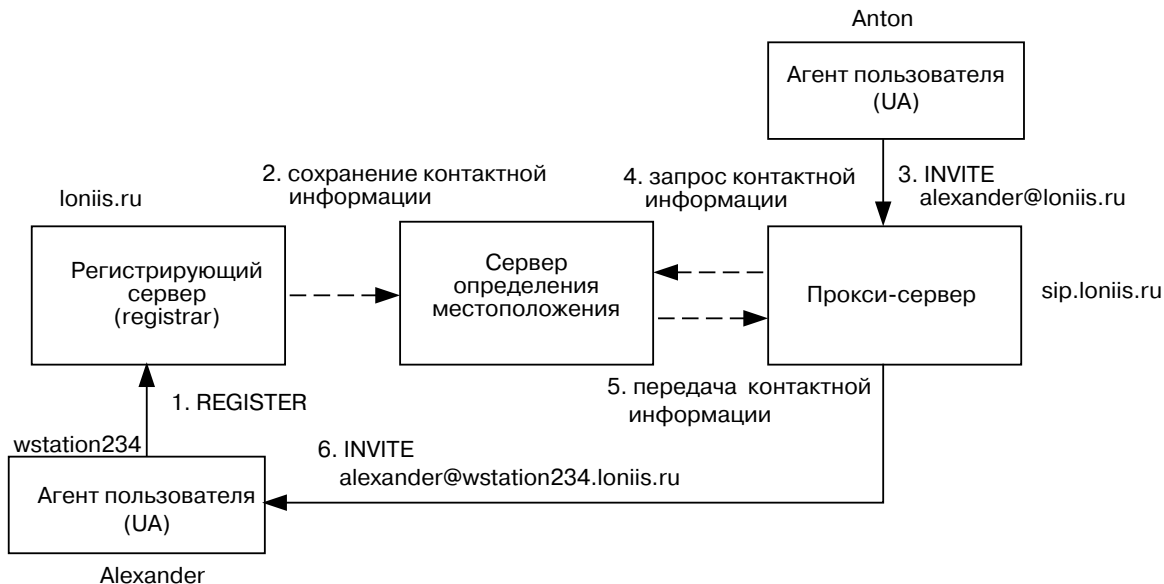 Anton
Агент пользователя
(UA)
2. сохранение контактной
информации
4. запрос контактной
информации
3. INVITE
alexander@loniis.ru
loniis.ru
Регистрирующий
сервер
(registrar)
Сервер
определения
местоположения
Прокси-сервер
sip.loniis.ru
1. REGISTER
5. передача контактной
информации
wstation234
6. INVITE
alexander@wstation234.loniis.ru
Агент пользователя
(UA)
Alexander